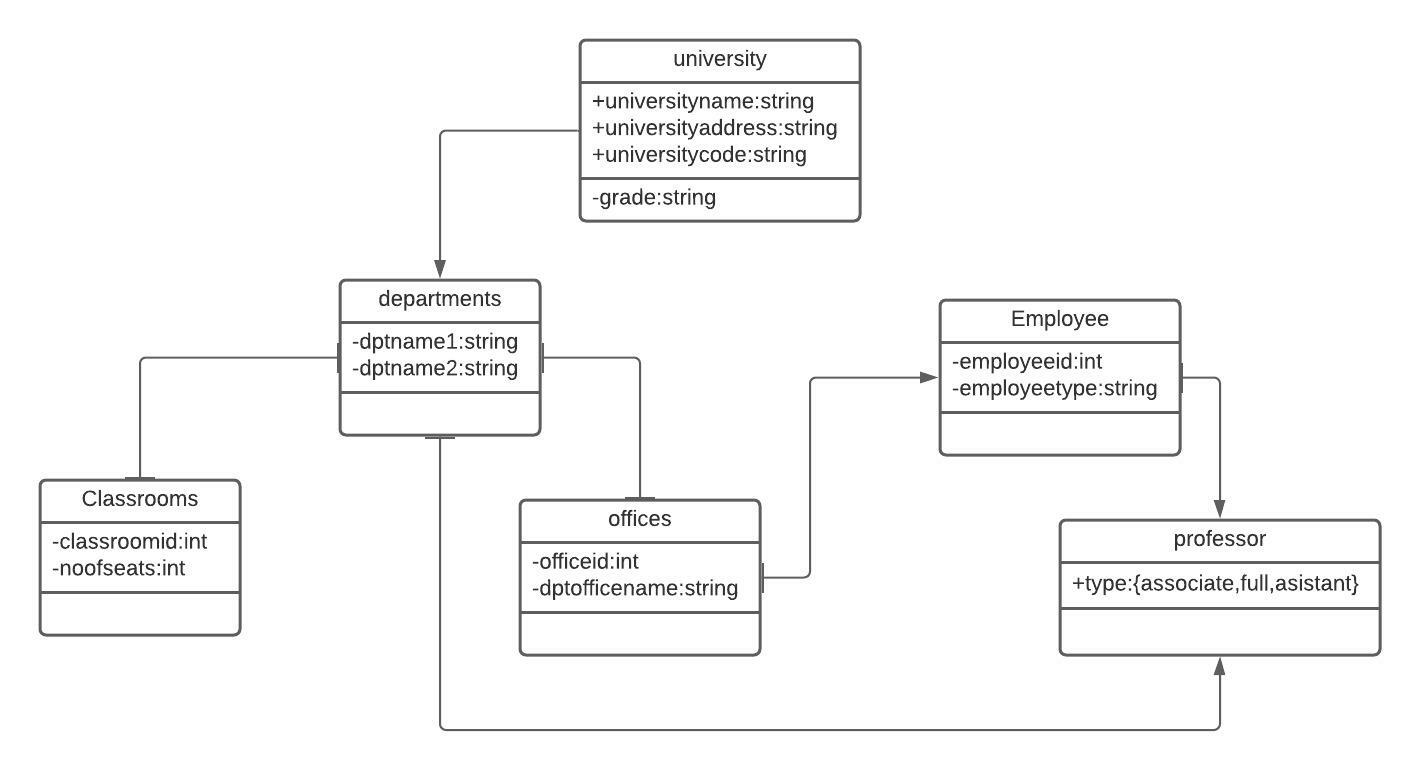 university
+universityname:string
+universityaddress:string
+universitycode:string
-grade:string
departments
-dptname1:string
-dptname2:string
Employee
-employeeid:int
-employeetype:string
Classrooms
-classroomid:int
-noofseats:int
offices
-officeid:int
-dptofficename:string
professor
+type:{associate,full,asistant}